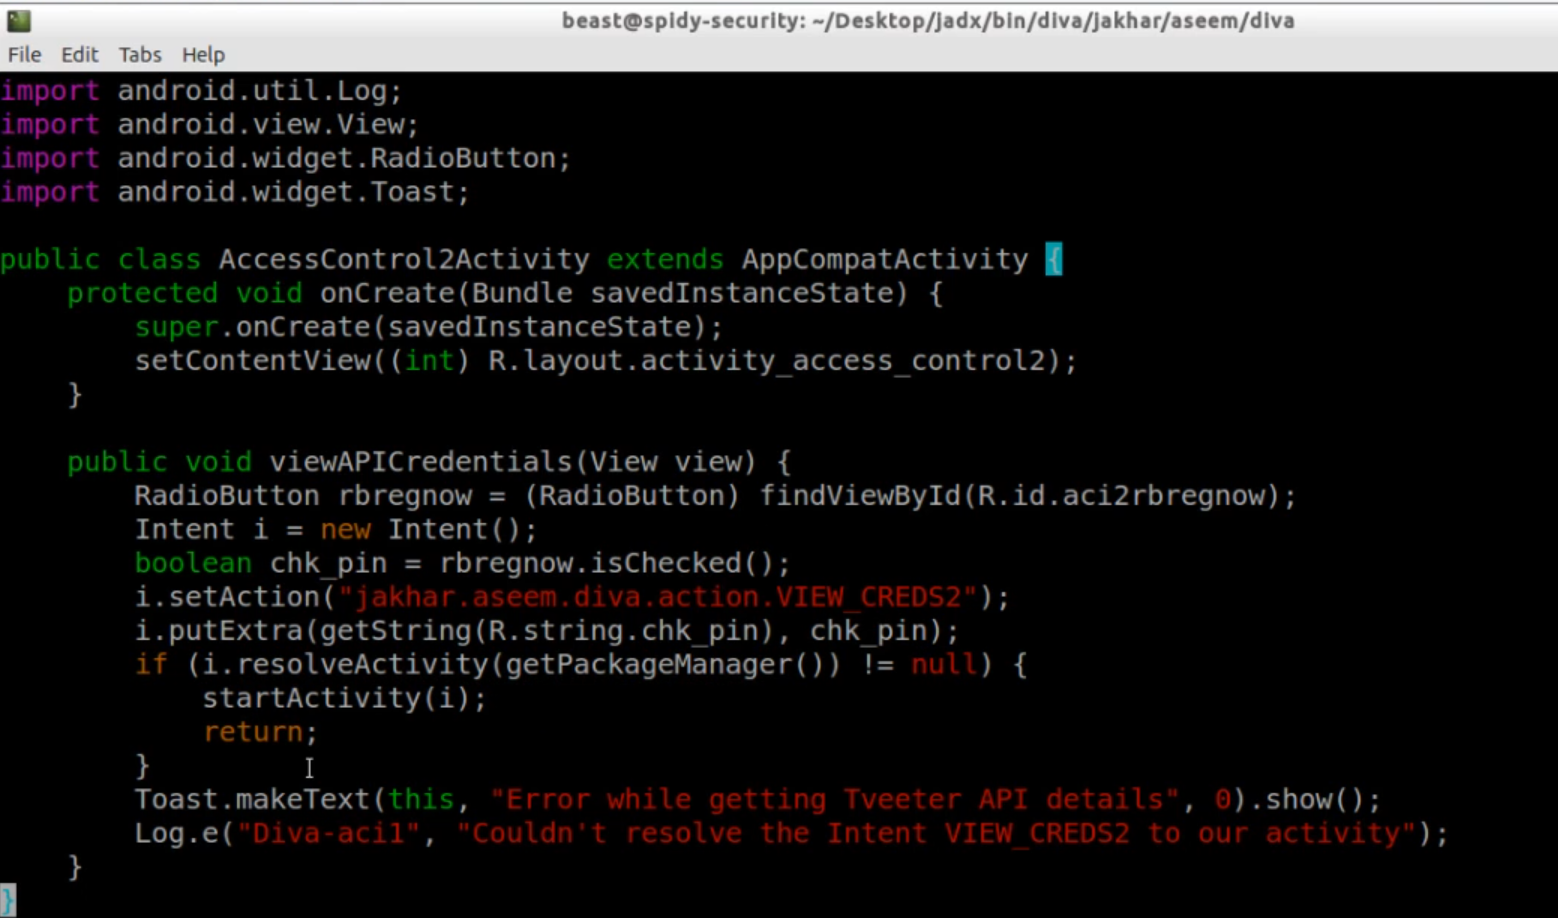 beast@spidy-security: ~/Desktop/jadx/bin/diva/jakhar/aseem/diva
File Edit Tabs Help
import android.util.Log;
import android.view.View;
import android.widget.RadioButton;
import android.widget.Toast;

public class AccessControl2Activity extends AppCompatActivity {
    protected void onCreate(Bundle savedInstanceState) {
        super.onCreate(savedInstanceState);
        setContentView((int) R.layout.activity_access_control2);
    }

    public void viewAPICredentials(View view) {
        RadioButton rbregnow = (RadioButton) findViewById(R.id.aci2rbregnow);
        Intent i = new Intent();
        boolean chk_pin = rbregnow.isChecked();
        i.setAction("jakhar.aseem.diva.action.VIEW_CREDS2");
        i.putExtra(getString(R.string.chk_pin), chk_pin);
        if (i.resolveActivity(getPackageManager()) != null) {
            startActivity(i);
            return;
        }
        Toast.makeText(this, "Error while getting Tveeter API details", 0).show();
        Log.e("Diva-aci1", "Couldn't resolve the Intent VIEW_CREDS2 to our activity");
    }
}